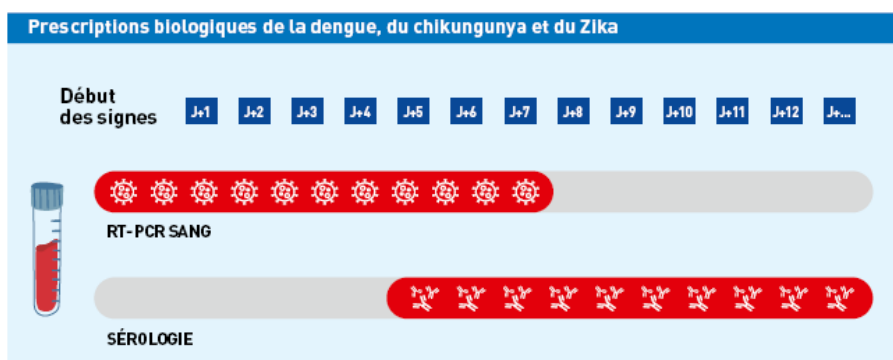 Prescriptions biologiques de la dengue, du chikungunya et du Zika
Début
des signes
J+1 J+2 J+3 J+4 J+5 J+6 J+7 J+8 J+9 J+10 J+11 J+12 J+...
RT-PCR SANG
SÉROLOGIE